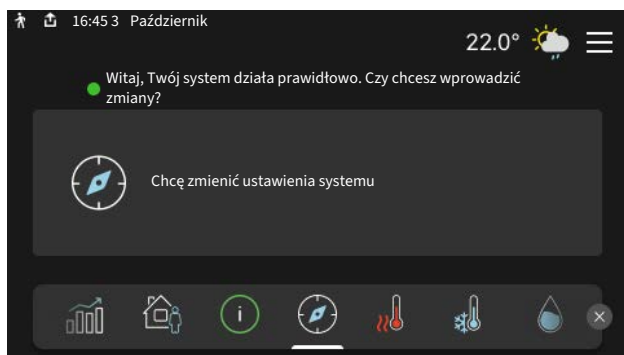 16:45 3 Październik
22.0°
Witaj, Twój system działa prawidłowo. Czy chcesz wprowadzić
zmiany?
Chcę zmienić ustawienia systemu
i